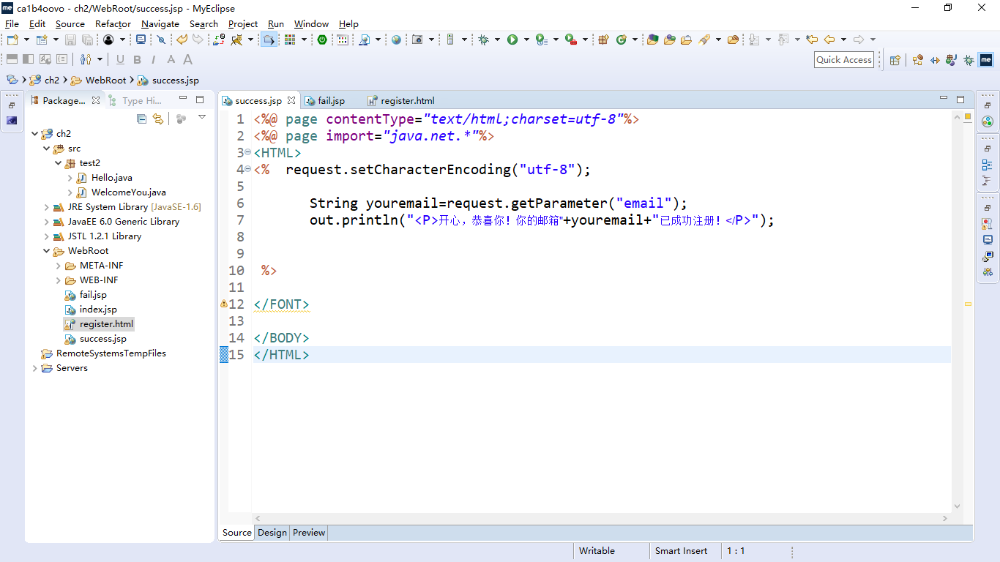 ca1b4oovo - ch2/WebRoot/success.jsp - MyEclipse
File Edit Source Refactor Navigate Search Project Run Window Help
Quick Access
ch2 WebRoot success.jsp
Package... Type Hi...
ch2
src
test2
Hello.java
WelcomeYou.java
JRE System Library [JavaSE-1.6]
JavaEE 6.0 Generic Library
JSTL 1.2.1 Library
WebRoot
META-INF
WEB-INF
fail.jsp
index.jsp
register.html
success.jsp
RemoteSystemsTempFiles
Servers
success.jsp fail.jsp register.html
1 <%@ page contentType="text/html;charset=utf-8"%>
2 <%@ page import="java.net.*"%>
3 <HTML>
4 <% request.setCharacterEncoding("utf-8");
5
6 String youremail=request.getParameter("email");
7 out.println("<P>开心，恭喜你！你的邮箱"+youremail+"已成功注册！</P>");
8
9
10 %>
11
12 </FONT>
13
14 </BODY>
15 </HTML>
Source Design Preview
Writable Smart Insert 1 : 1